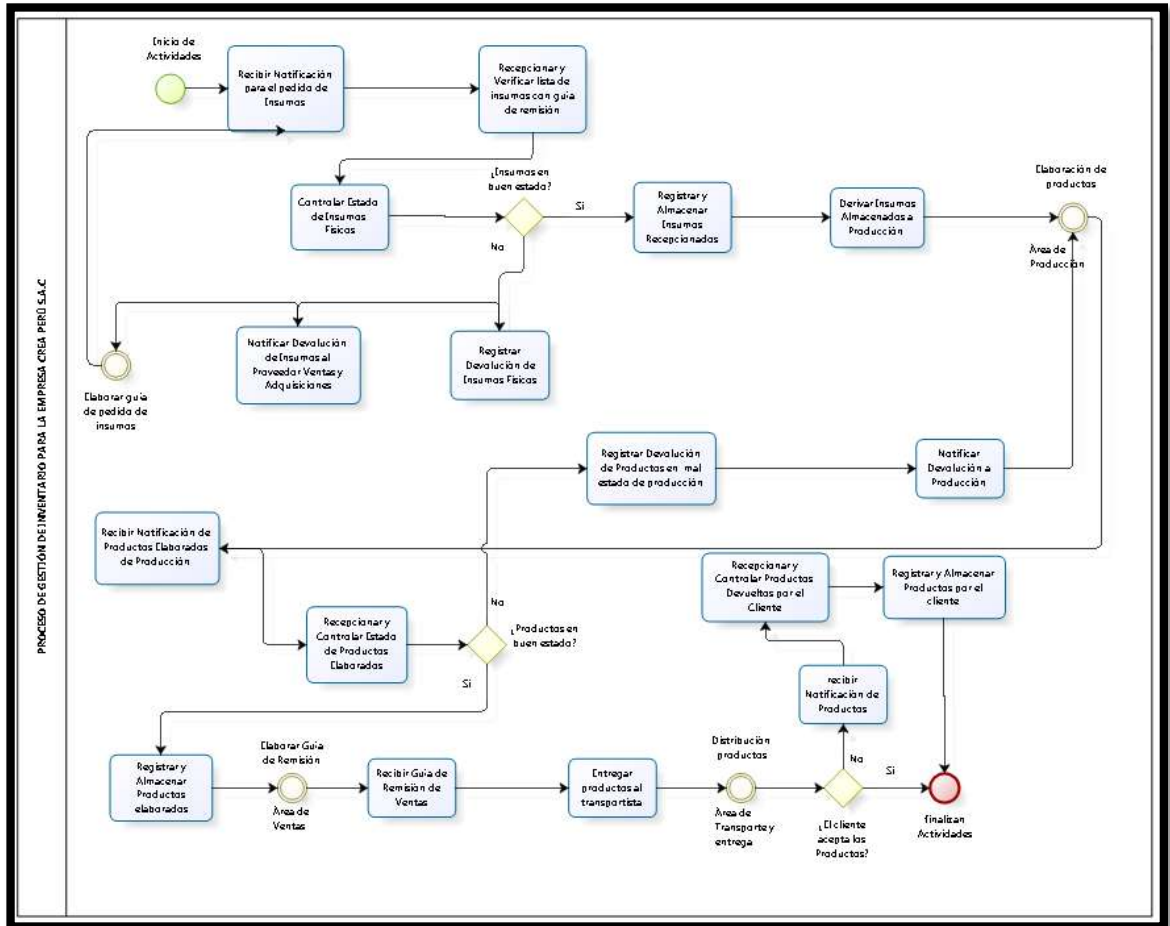 PROCESO DE GESTIÓN DE INVENTARIO PARA LA EMPRESA CREA PERÚ S.A.C
Inicio de
Actividades
Recibir Notificación
para el pedido de
Insumos
Recepcionar y
Verificar lista de
insumos con guia
de remisión
Controlar Estado
de Insumos
Físicos
¿Insumos en
buen estado?
Si
No
Registrar y
Almacenar
Insumos
Recepcionados
Derivar Insumos
Almacenados a
Producción
Elaboración de
productos
Área de
Producción
Elaborar guia
de pedido de
insumos
Notificar Devolución
de Insumos al
Proveedor Ventas y
Adquisiciones
Registrar
Devolución de
Insumos Físicos
Registrar Devolución
de Productos en mal
estado de producción
Notificar
Devolución a
Producción
Recibir Notificación de
Productos Elaborados
de Producción
Recepcionar y
Controlar Estado
de Productos
Elaborados
No
¿Productos en
buen estado?
Si
Recepcionar y
Controlar Productos
Devueltos por el
Cliente
Registrar y Almacenar
Productos por el
cliente
recibir
Notificación de
Productos
Registrar y
Almacenar
Productos
elaborados
Elaborar Guia
de Remisión
Área de
Ventas
Recibir Guia de
Remisión de
Ventas
Entregar
productos al
transportista
Distribución
productos
Área de
Transporte y
entrega
No
Si
¿El cliente
acepta los
Productos?
finalizan
Actividades